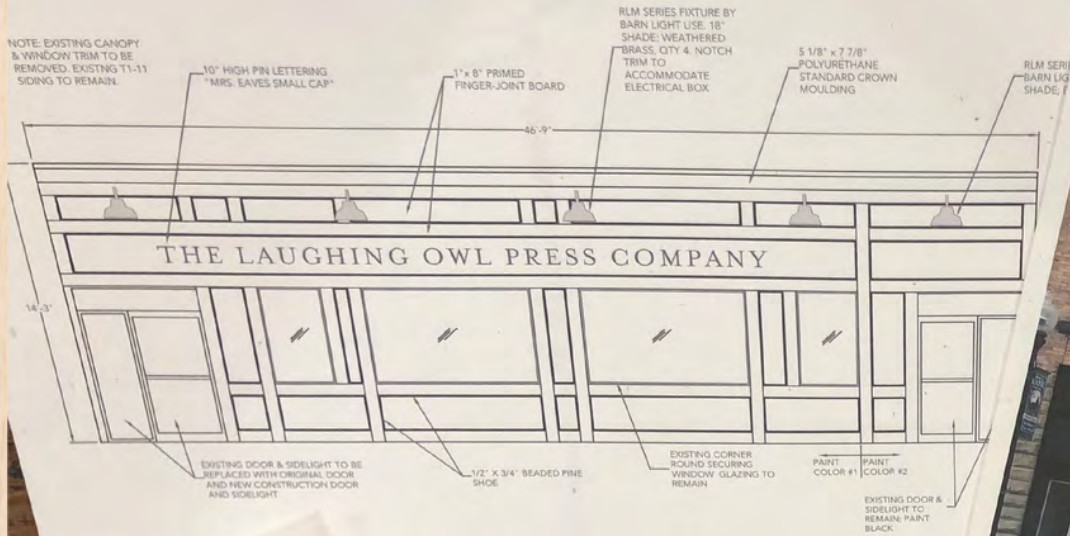 NOTE: EXISTING CANOPY
& WINDOW TRIM TO BE
REMOVED. EXISTNG T1-11
SIDING TO REMAIN.
10" HIGH PIN LETTERING
"MRS. EAVES SMALL CAP"
1"x 8" PRIMED
FINGER-JOINT BOARD
RLM SERIES FIXTURE BY
BARN LIGHT USE. 18"
SHADE; WEATHERED
BRASS, QTY 4. NOTCH
TRIM TO
ACCOMMODATE
ELECTRICAL BOX
5 1/8" x 7 7/8"
POLYURETHANE
STANDARD CROWN
MOULDING
RLM SERI
BARN LIG
SHADE;
46'-9"
14'-3"
THE LAUGHING OWL PRESS COMPANY
EXISTING DOOR & SIDELIGHT TO BE
REPLACED WITH ORIGINAL DOOR
AND NEW CONSTRUCTION DOOR
AND SIDELIGHT
1/2" X 3/4" BEADED PINE
SHOE
EXISTING CORNER
ROUND SECURING
WINDOW GLAZING TO
REMAIN
PAINT
COLOR #1
PAINT
COLOR #2
EXISTING DOOR &
SIDELIGHT TO
REMAIN; PAINT
BLACK